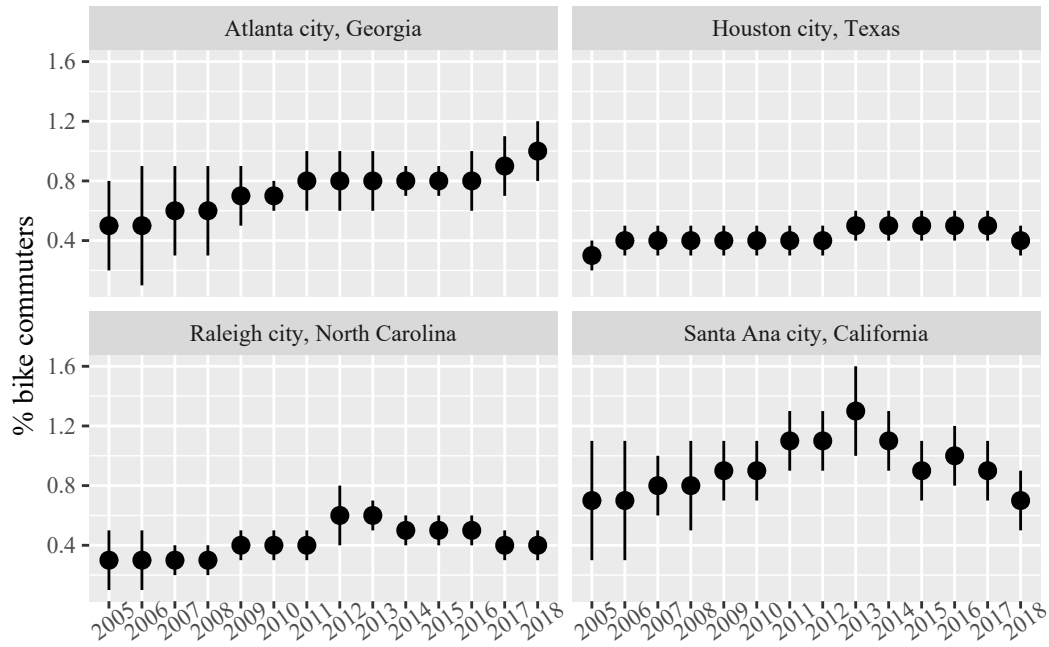 Atlanta city, Georgia
Houston city, Texas
1.6
1.2
0.8
0.4
% bike commuters
Raleigh city, North Carolina
Santa Ana city, California
1.6
1.2
0.8
0.4
2005 2006 2007 2008 2009 2010 2011 2012 2013 2014 2015 2016 2017 2018
2005 2006 2007 2008 2009 2010 2011 2012 2013 2014 2015 2016 2017 2018